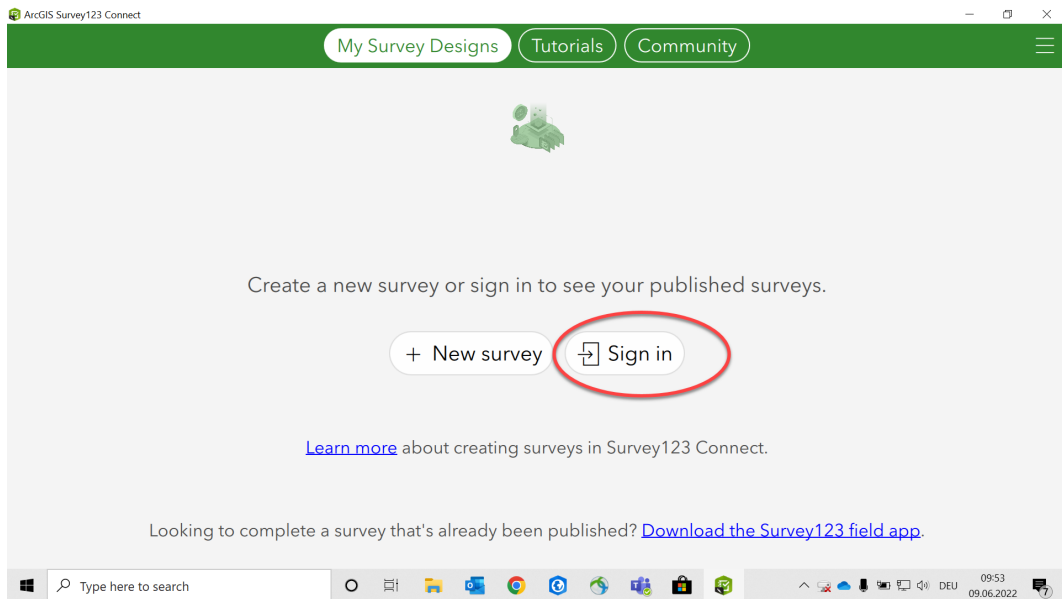 ArcGIS Survey123 Connect
My Survey Designs Tutorials Community
Create a new survey or sign in to see your published surveys.
+ New survey Sign in
Learn more about creating surveys in Survey123 Connect.
Looking to complete a survey that's already been published? Download the Survey123 field app.
Type here to search
DEU
09:53
09.06.2022
7